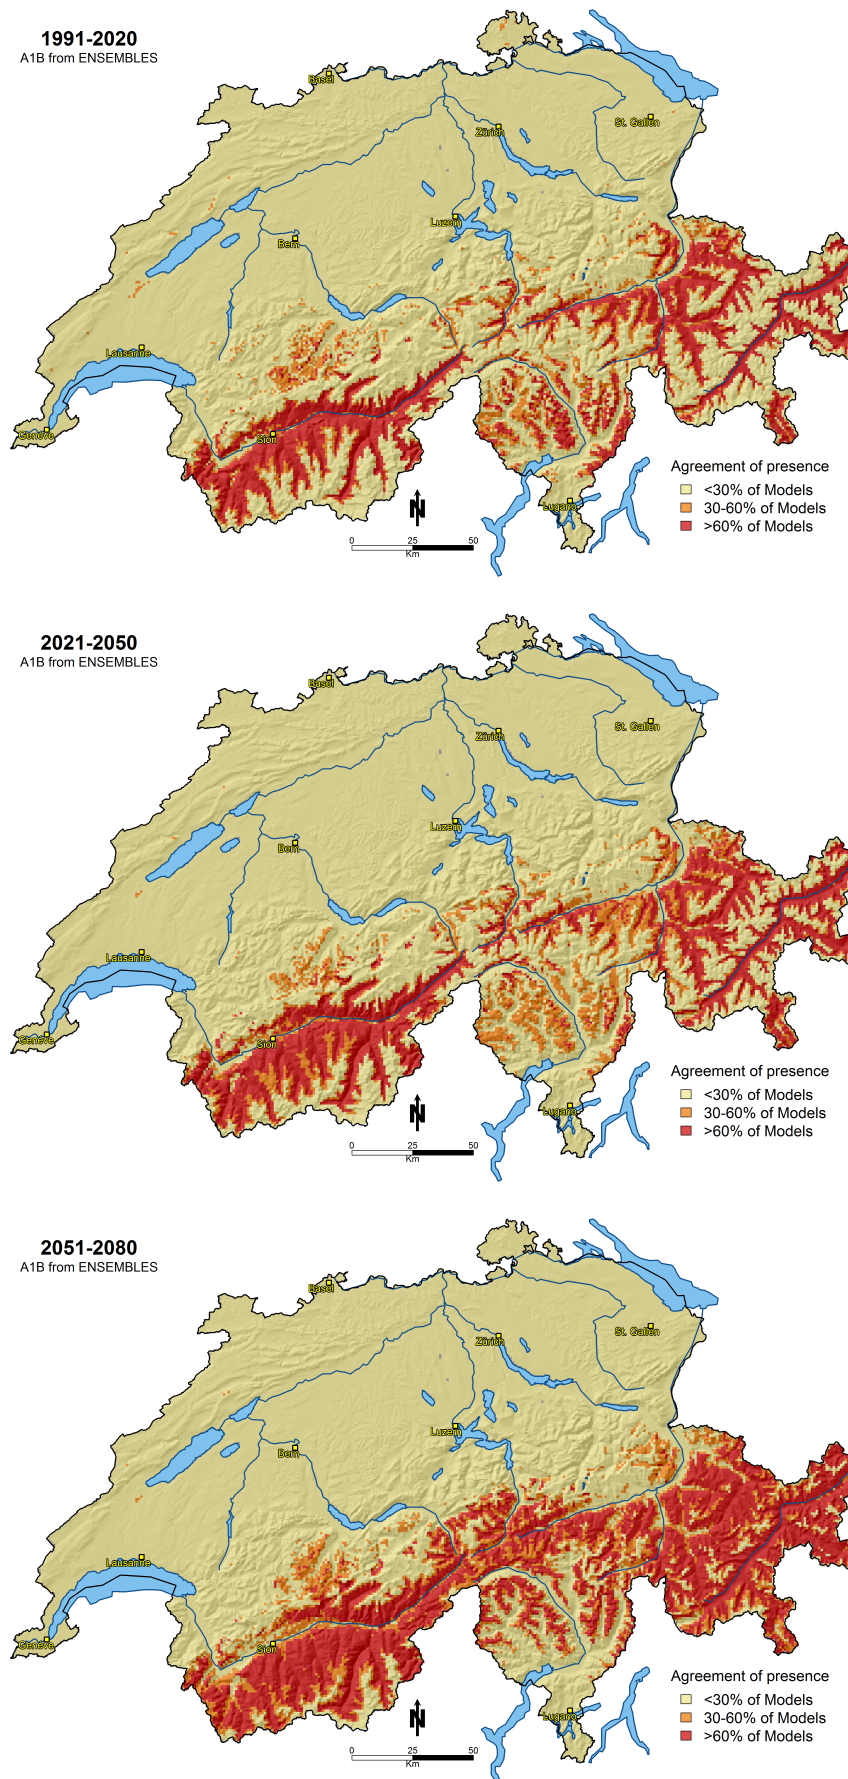 1991-2020
A1B from ENSEMBLES
Basel
Zürich
St. Gallen
Luzern
Bern
Lausanne
Genève
Sion
Lugano
Agreement of presence
<30% of Models
30-60% of Models
>60% of Models
N
0 25 50
Km
2021-2050
A1B from ENSEMBLES
Basel
Zürich
St. Gallen
Luzern
Bern
Lausanne
Genève
Sion
Lugano
Agreement of presence
<30% of Models
30-60% of Models
>60% of Models
N
0 25 50
Km
2051-2080
A1B from ENSEMBLES
Basel
Zürich
St. Gallen
Luzern
Bern
Lausanne
Genève
Sion
Lugano
Agreement of presence
<30% of Models
30-60% of Models
>60% of Models
N
0 25 50
Km